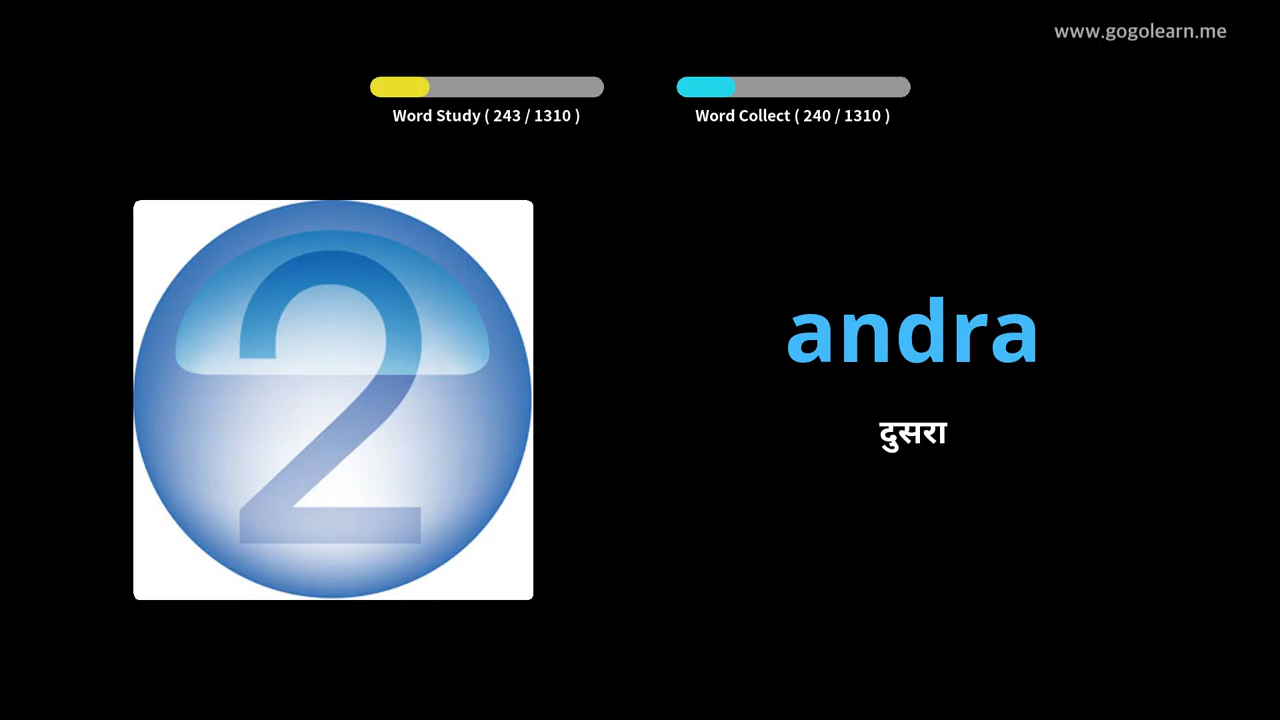 www.gogolearn.me
Word Study ( 243 / 1310 )
Word Collect ( 240 / 1310 )
2
andra
दुसरा